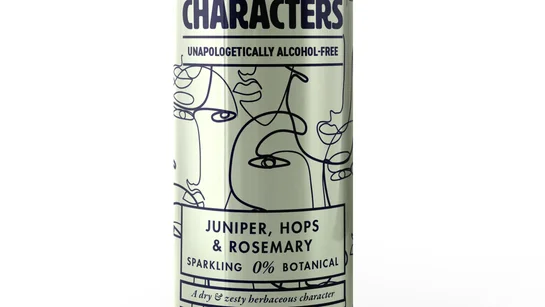 CHARACTERS
UNAPOLOGETICALLY ALCOHOL-FREE
JUNIPER, HOPS
& ROSEMARY
SPARKLING 0% BOTANICAL
A dry & zesty herbaceous character